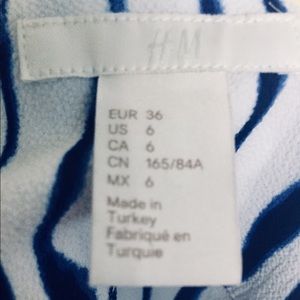 H&M
EUR 36
US 6
CA 6
CN 165/84A
MX 6
Made in
Turkey
Fabriqué en
Turquie